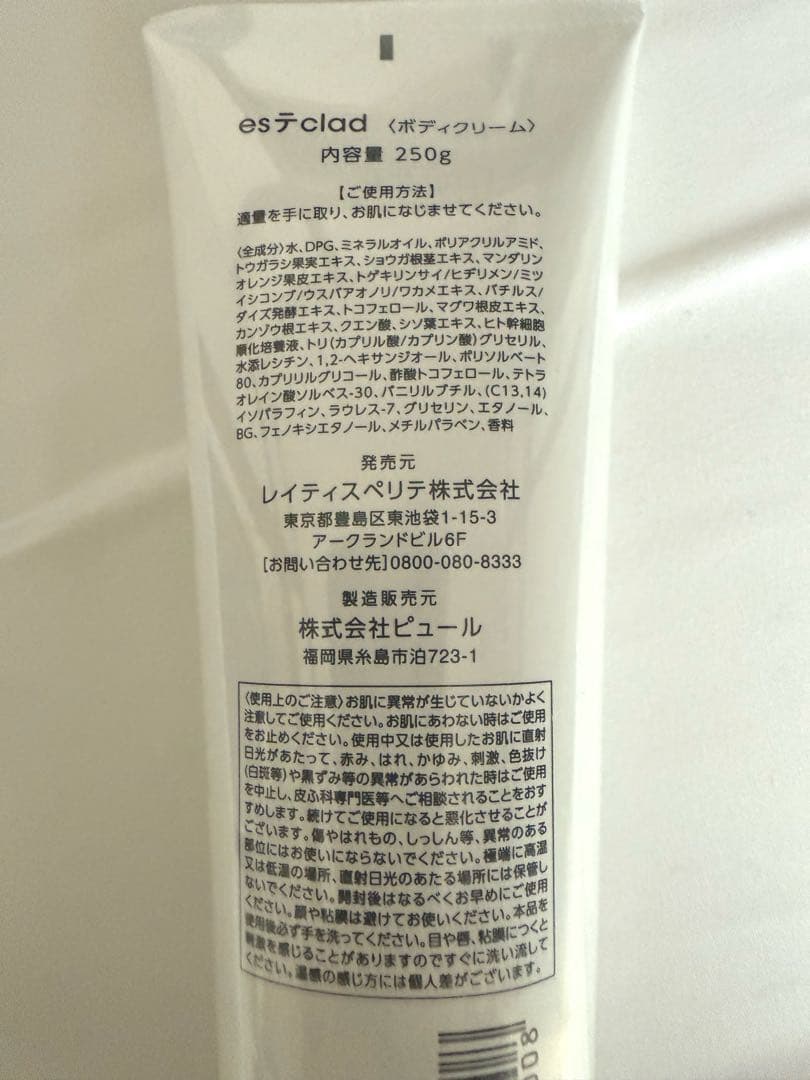 esテclad 〈ボディクリーム〉
内容量 250g
【ご使用方法】
適量を手に取り、お肌になじませてください。
〈全成分〉水、DPG、ミネラルオイル、ポリアクリルアミド、
トウガラシ果実エキス、ショウガ根茎エキス、マンダリン
オレンジ果皮エキス、トゲキリンサイ/ヒヂリメン/ミツ
イシコンブ/ウスバアオノリ/ワカメエキス、バチルス/
ダイズ発酵エキス、トコフェロール、マグワ根皮エキス、
カンゾウ根エキス、クエン酸、シソ葉エキス、ヒト幹細胞
順化培養液、トリ(カプリル酸/カプリン酸)グリセリル、
水添レシチン、1,2-ヘキサンジオール、ポリソルベート
80、カプリリルグリコール、酢酸トコフェロール、テトラ
オレイン酸ソルベス-30、バニリルブチル、(C13,14)
イソパラフィン、ラウレス-7、グリセリン、エタノール、
BG、フェノキシエタノール、メチルパラベン、香料
発売元
レイティスペリテ株式会社
東京都豊島区東池袋1-15-3
アークランドビル6F
[お問い合わせ先]0800-080-8333
製造販売元
株式会社ピュール
福岡県糸島市泊723-1
〈使用上のご注意〉お肌に異常が生じていないかよく
注意してご使用ください。お肌にあわない時はご使用
をお止めください。使用中又は使用したお肌に直射
日光があたって、赤み、はれ、かゆみ、刺激、色抜け
(白斑等)や黒ずみ等の異常があらわれた時はご使用
を中止し、皮ふ科専門医等へご相談されることをおす
すめします。続けてご使用になると悪化させることが
ございます。傷やはれもの、しっしん等、異常のある
部位にはお使いにならないでください。極端に高温
又は低温の場所、直射日光のあたる場所には保管し
ないでください。開封後はなるべくお早めにご使用
ください。顔や粘膜は避けてお使いください。本品を
使用後必ず手を洗ってください。目や唇、粘膜につくと
刺激を感じることがありますのですぐに洗い流して
ください。温感の感じ方には個人差がございます。